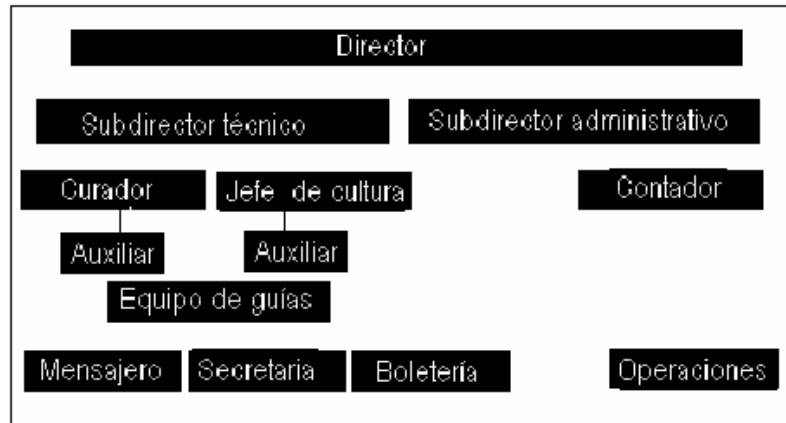 Director
Subdirector técnico
Subdirector administrativo
Curador
Jefe de cultura
Contador
Auxiliar
Auxiliar
Equipo de guías
Mensajero
Secretaria
Boletería
Operaciones